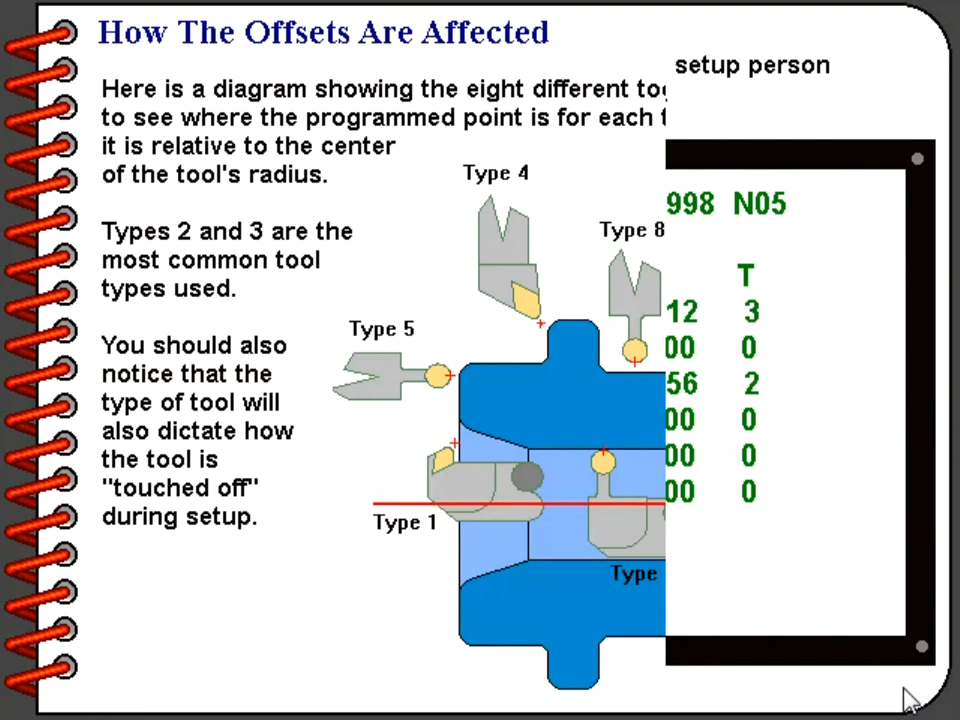 How The Offsets Are Affected
setup person
Here is a diagram showing the eight different
to see where the programmed point is for each
it is relative to the center
of the tool's radius.
Types 2 and 3 are the
most common tool
types used.
You should also
notice that the
type of tool will
also dictate how
the tool is
"touched off"
during setup.
Type 4
Type 8
Type 5
Type 1
Type
998 N05
T
12 3
00 0
56 2
00 0
00 0
00 0